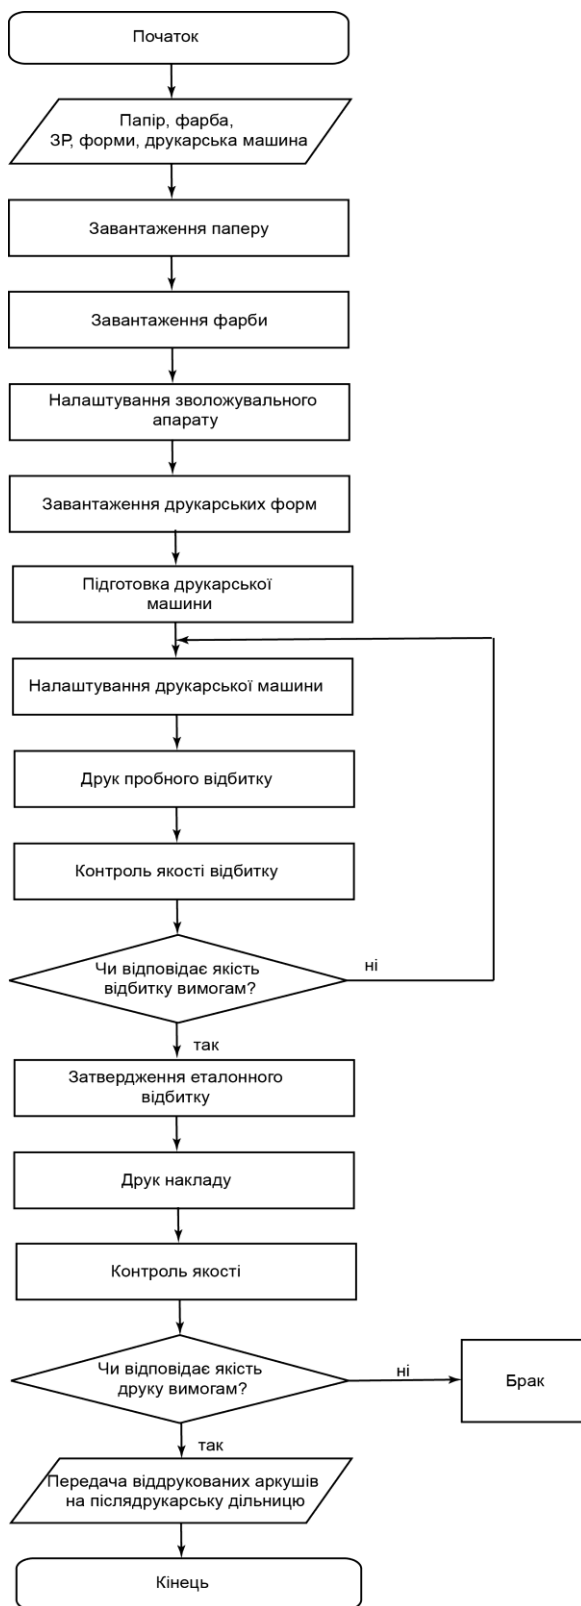 Початок
Папір, фарба,
ЗР, форми, друкарська машина
Завантаження паперу
Завантаження фарби
Налаштування зволожувального
апарату
Завантаження друкарських форм
Підготовка друкарської
машини
Налаштування друкарської машини
Друк пробного відбитку
Контроль якості відбитку
Чи відповідає якість
відбитку вимогам?
ні
так
Затвердження еталонного
відбитку
Друк накладу
Контроль якості
Чи відповідає якість
друку вимогам?
ні
Брак
так
Передача віддрукованих аркушів
на післядрукарську дільницю
Кінець